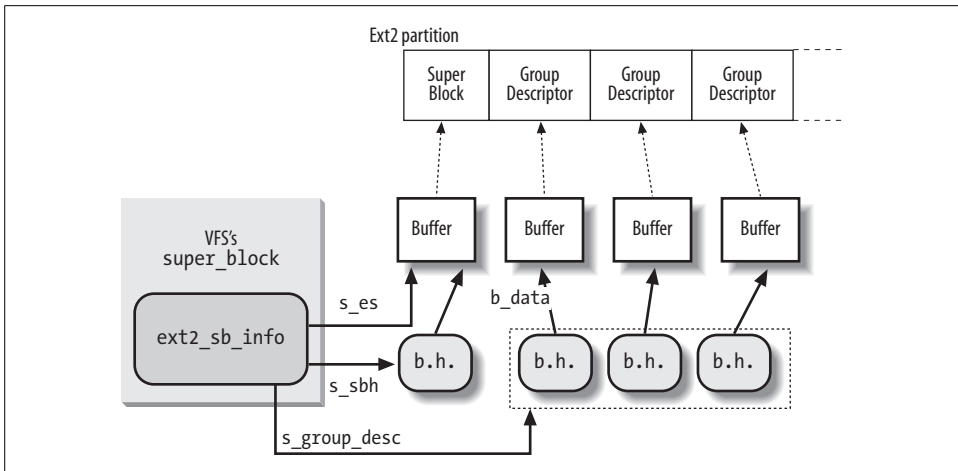 Ext2 partition
Super
Block
Group
Descriptor
Group
Descriptor
Group
Descriptor
VFS's
super_block
Buffer
Buffer
Buffer
Buffer
s_es
b_data
ext2_sb_info
b.h.
b.h.
b.h.
b.h.
s_sbh
s_group_desc